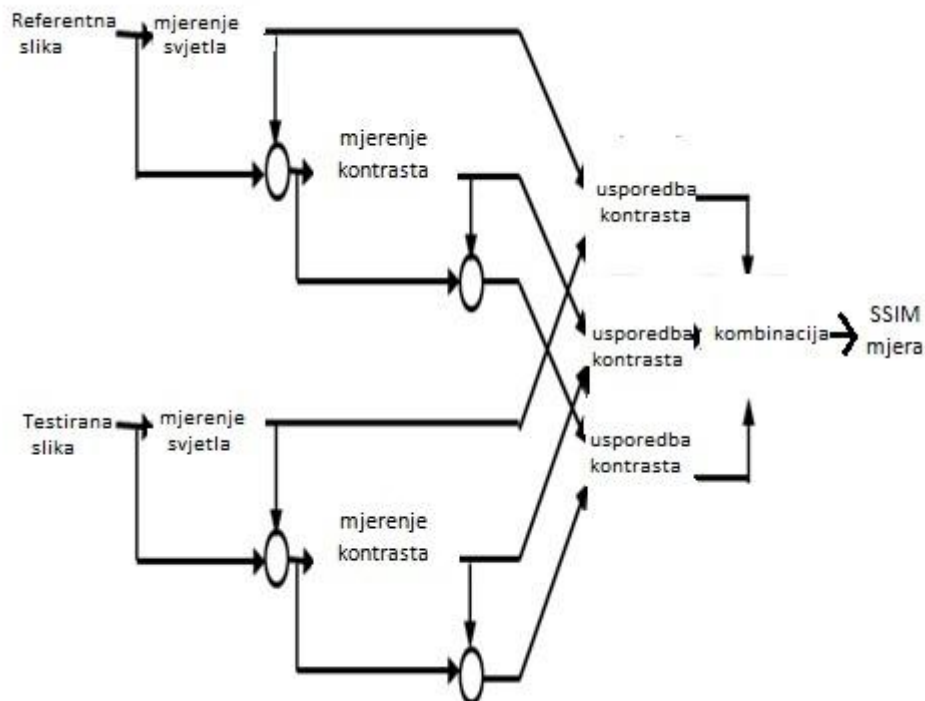 Referentna
slika
mjerenje
svjetla
mjerenje
kontrasta
usporedba
kontrasta
usporedba
kontrasta
kombinacija
SSIM
mjera
Testirana
slika
mjerenje
svjetla
usporedba
kontrasta
mjerenje
kontrasta